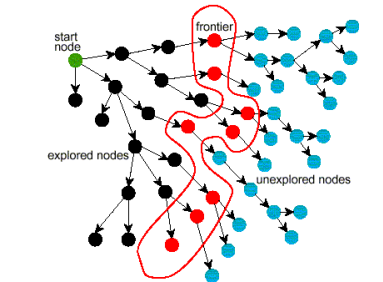 frontier
start
node
explored nodes
unexplored nodes